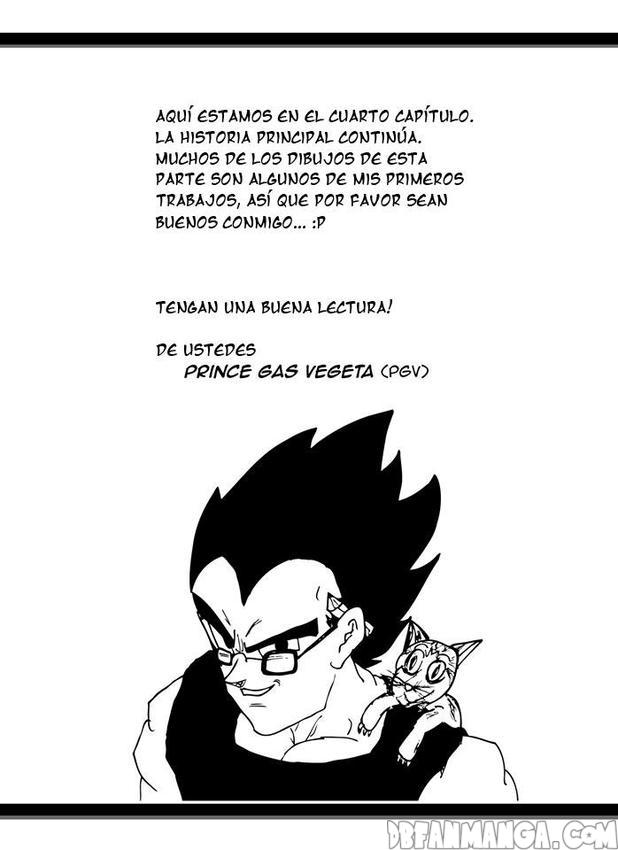 AQUÍ ESTAMOS EN EL CUARTO CAPÍTULO.
LA HISTORIA PRINCIPAL CONTINÚA.
MUCHOS DE LOS DIBUJOS DE ESTA
PARTE SON ALGUNOS DE MIS PRIMEROS
TRABAJOS, ASÍ QUE POR FAVOR SEAN
BUENOS CONMIGO... :P
TENGAN UNA BUENA LECTURA!
DE USTEDES
PRINCE GAS VEGETA (PGV)
DBFANMANGA.COM